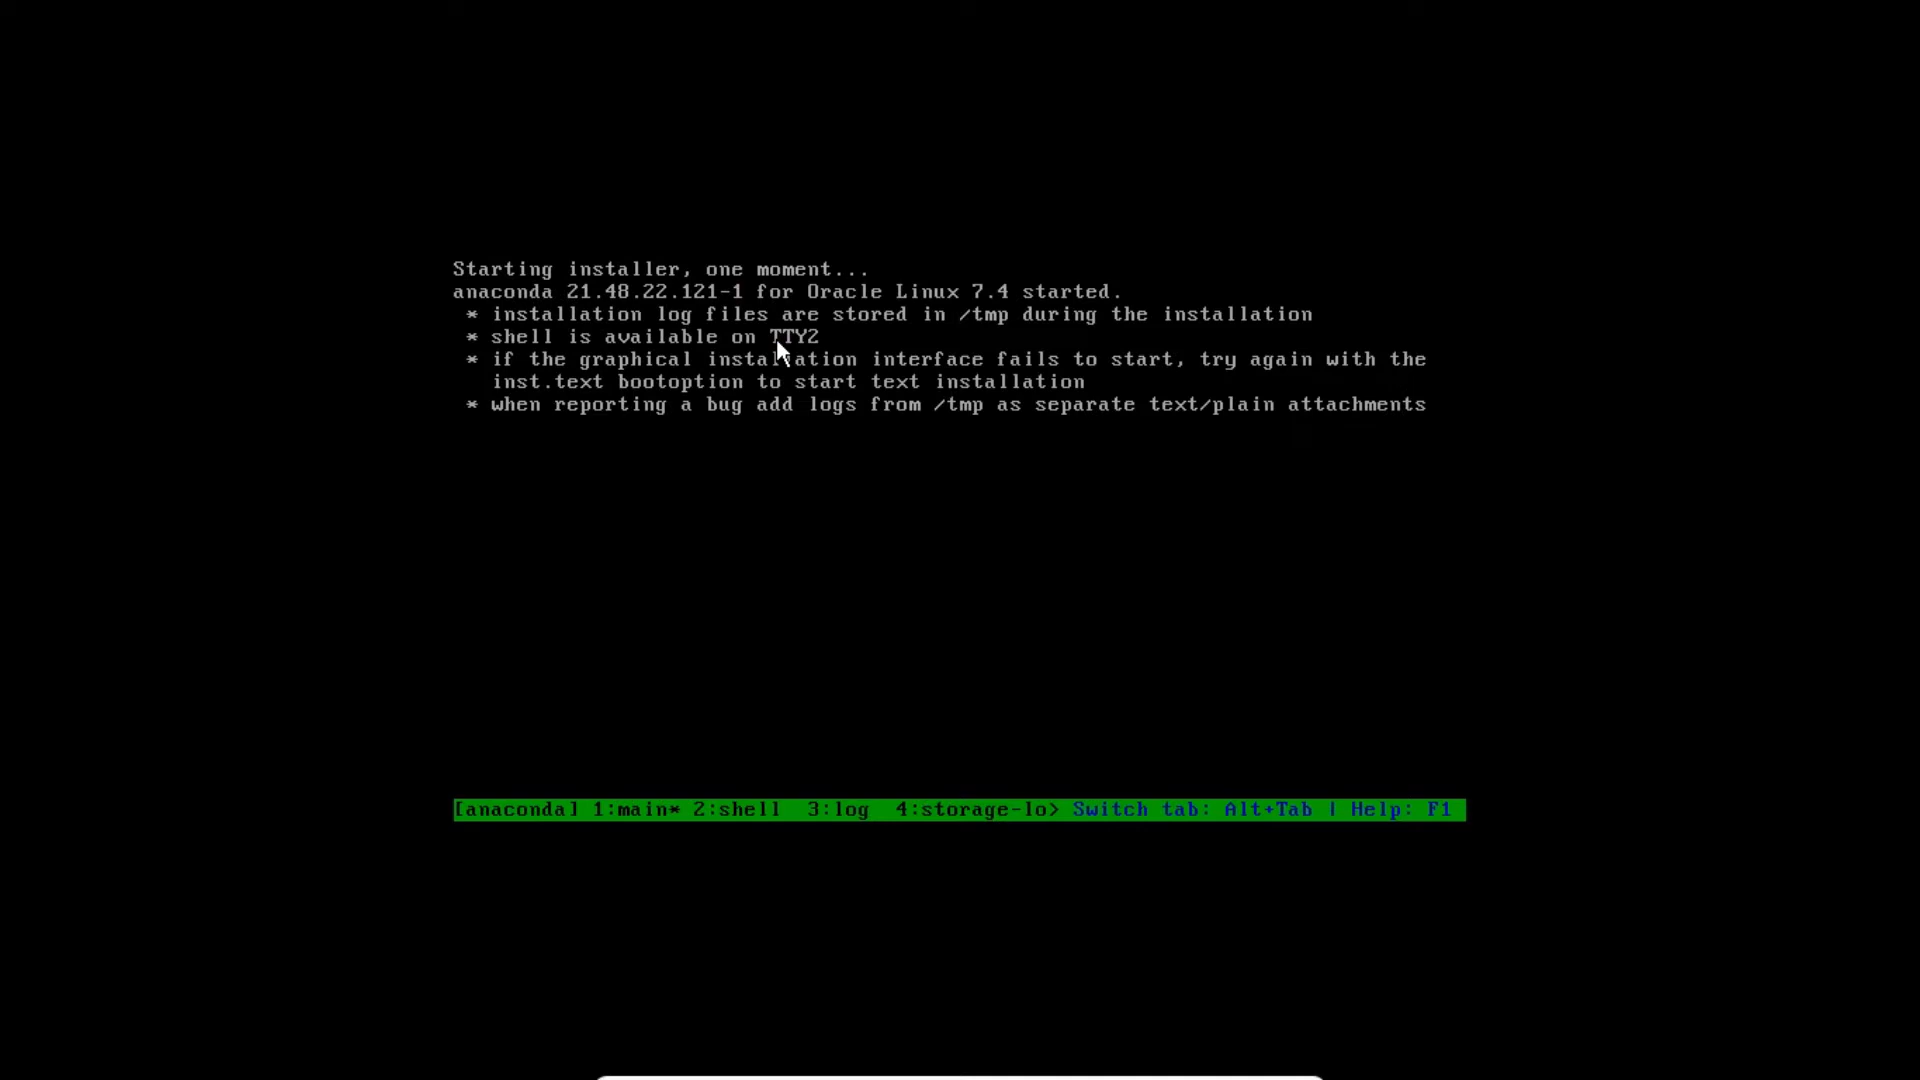 Starting installer, one moment...
anaconda 21.48.22.121-1 for Oracle Linux 7.4 started.
* installation log files are stored in /tmp during the installation
* shell is available on TTY2
* if the graphical installation interface fails to start, try again with the
inst.text bootoption to start text installation
* when reporting a bug add logs from /tmp as separate text/plain attachments
[anaconda] 1:main* 2:shell  3:log  4:storage-lo> Switch tab: Alt+Tab | Help: F1